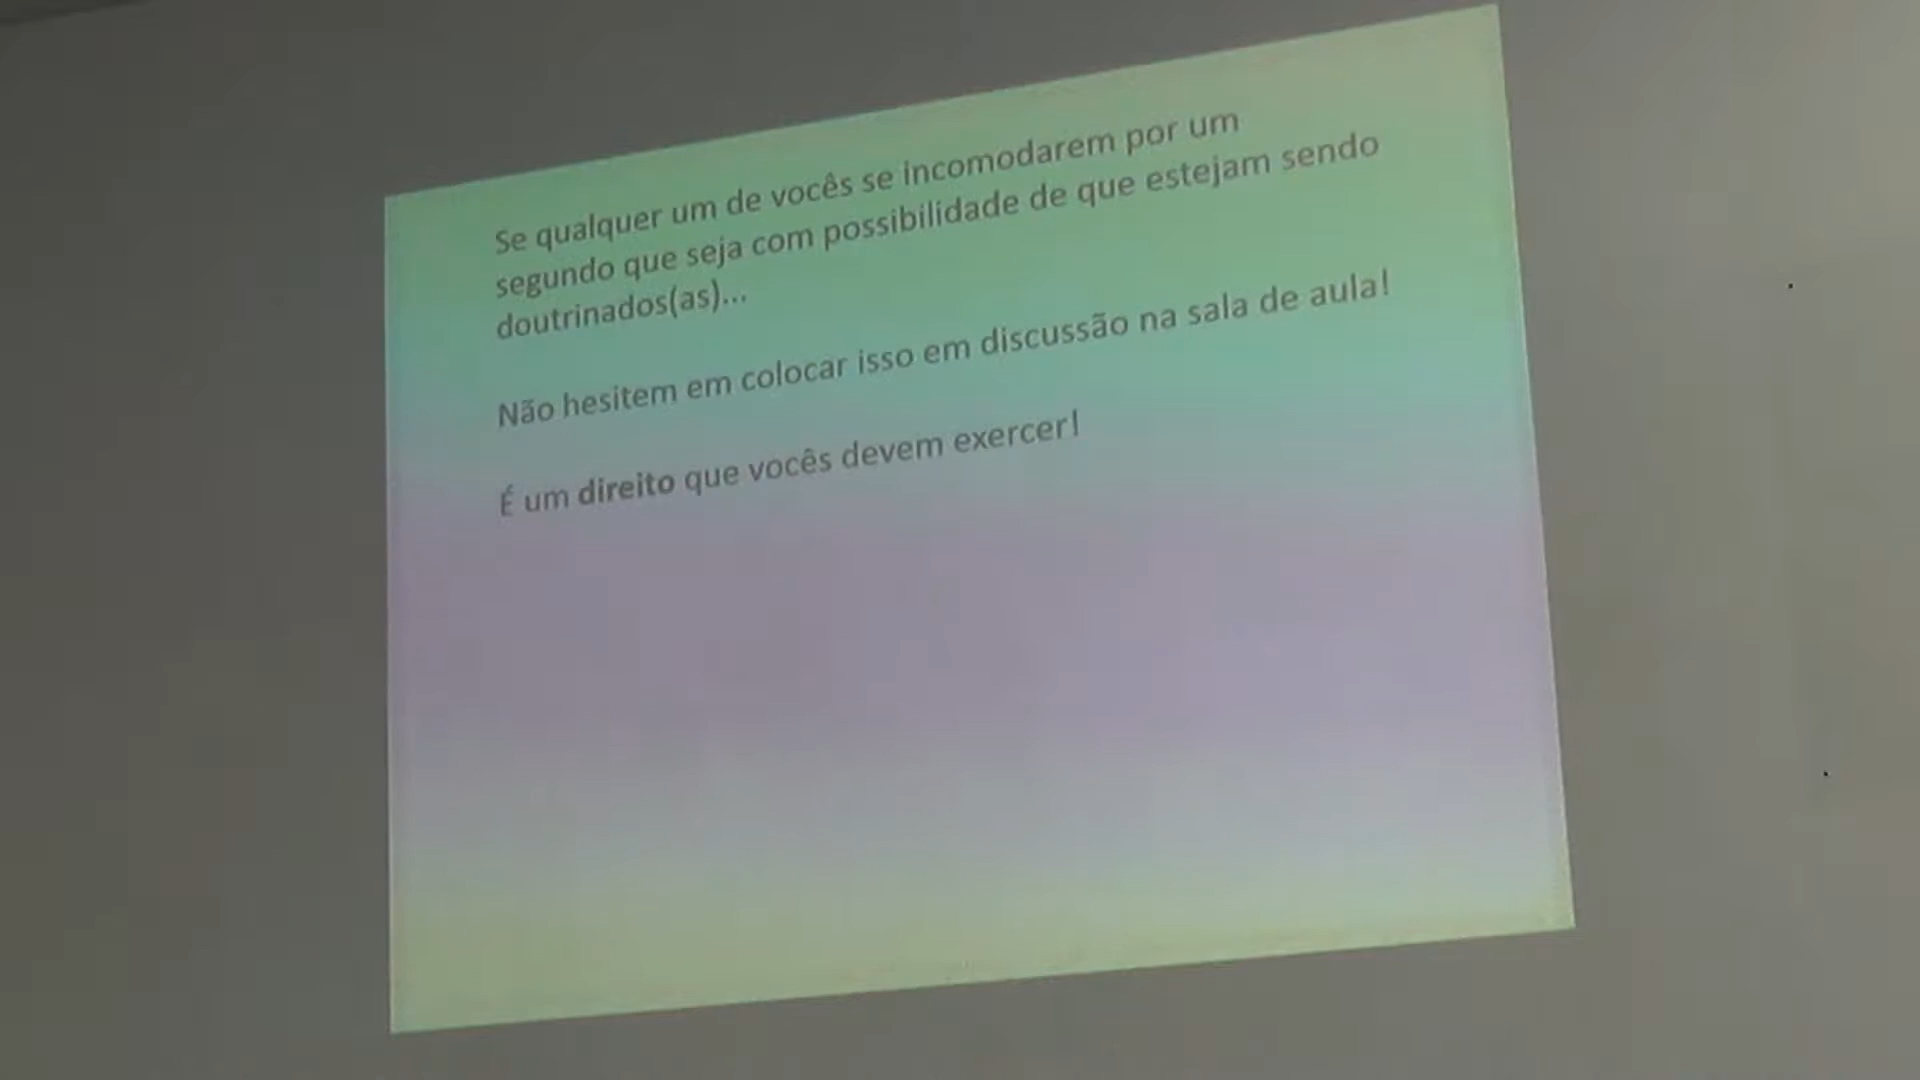 Se qualquer um de vocês se incomodarem por um
segundo que seja com possibilidade de que estejam sendo
doutrinados(as)...
Não hesitem em colocar isso em discussão na sala de aula!
É um direito que vocês devem exercer!